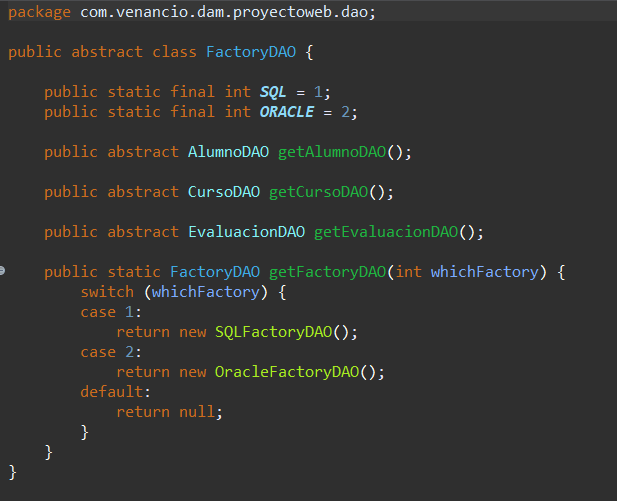 package com.venancio.dam.proyectoweb.dao;
public abstract class FactoryDAO {
public static final int SQL = 1;
public static final int ORACLE = 2;
public abstract AlumnoDAO getAlumnoDAO();
public abstract CursoDAO getCursoDAO();
public abstract EvaluacionDAO getEvaluacionDAO();
public static FactoryDAO getFactoryDAO(int whichFactory) {
switch (whichFactory) {
case 1:
return new SQLFactoryDAO();
case 2:
return new OracleFactoryDAO();
default:
return null;
}
}
}